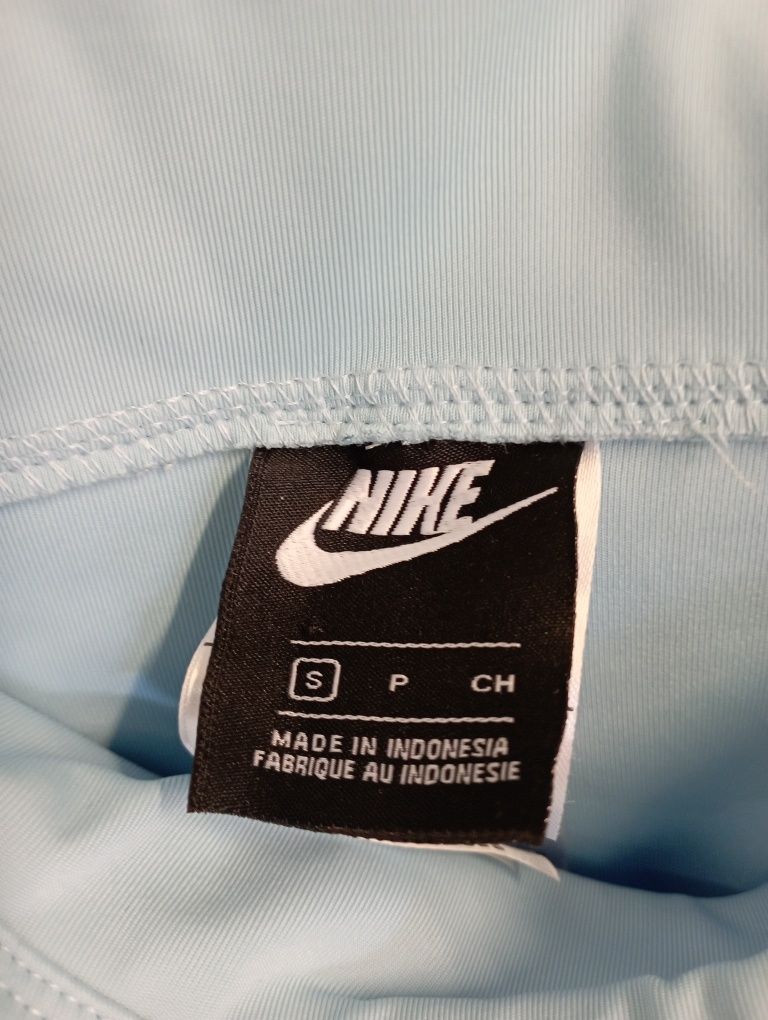 NIKE
S P CH
MADE IN INDONESIA
FABRIQUE AU INDONESIE